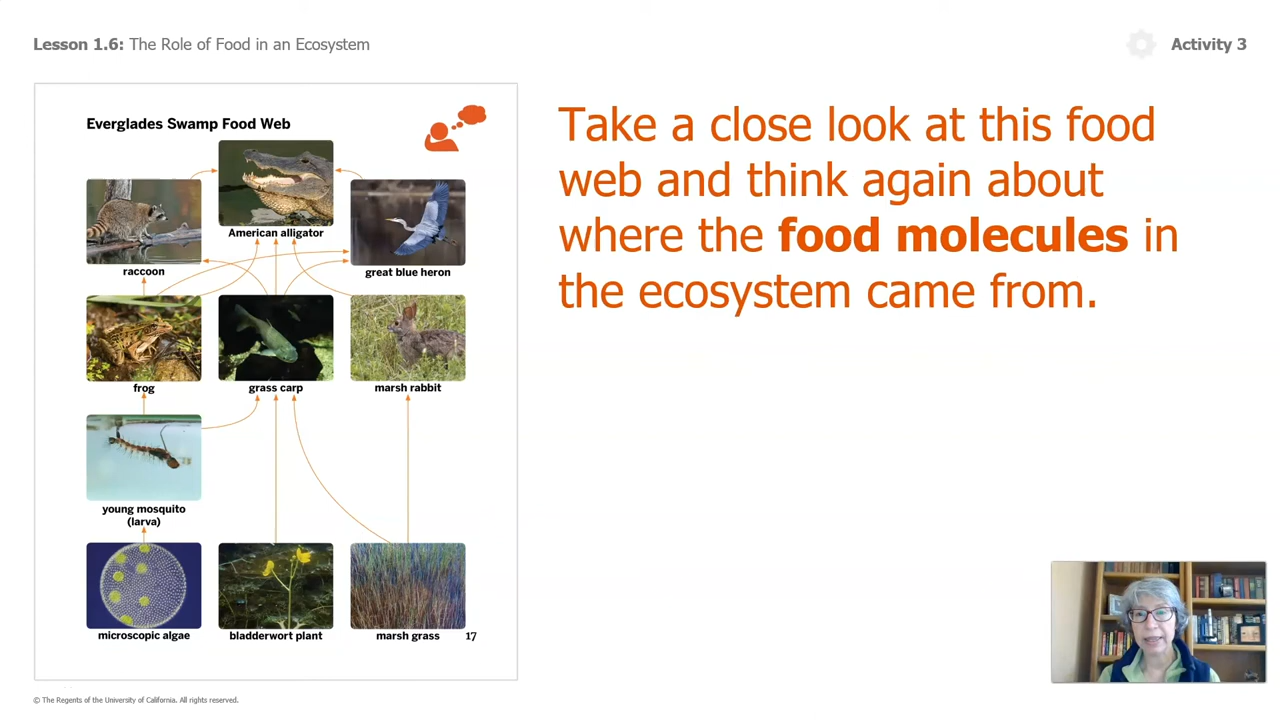 Lesson 1.6: The Role of Food in an Ecosystem
Activity 3
Everglades Swamp Food Web
American alligator
raccoon
great blue heron
frog
grass carp
marsh rabbit
young mosquito
(larva)
microscopic algae
bladderwort plant
marsh grass
17
Take a close look at this food
web and think again about
where the food molecules in
the ecosystem came from.
© The Regents of the University of California. All rights reserved.